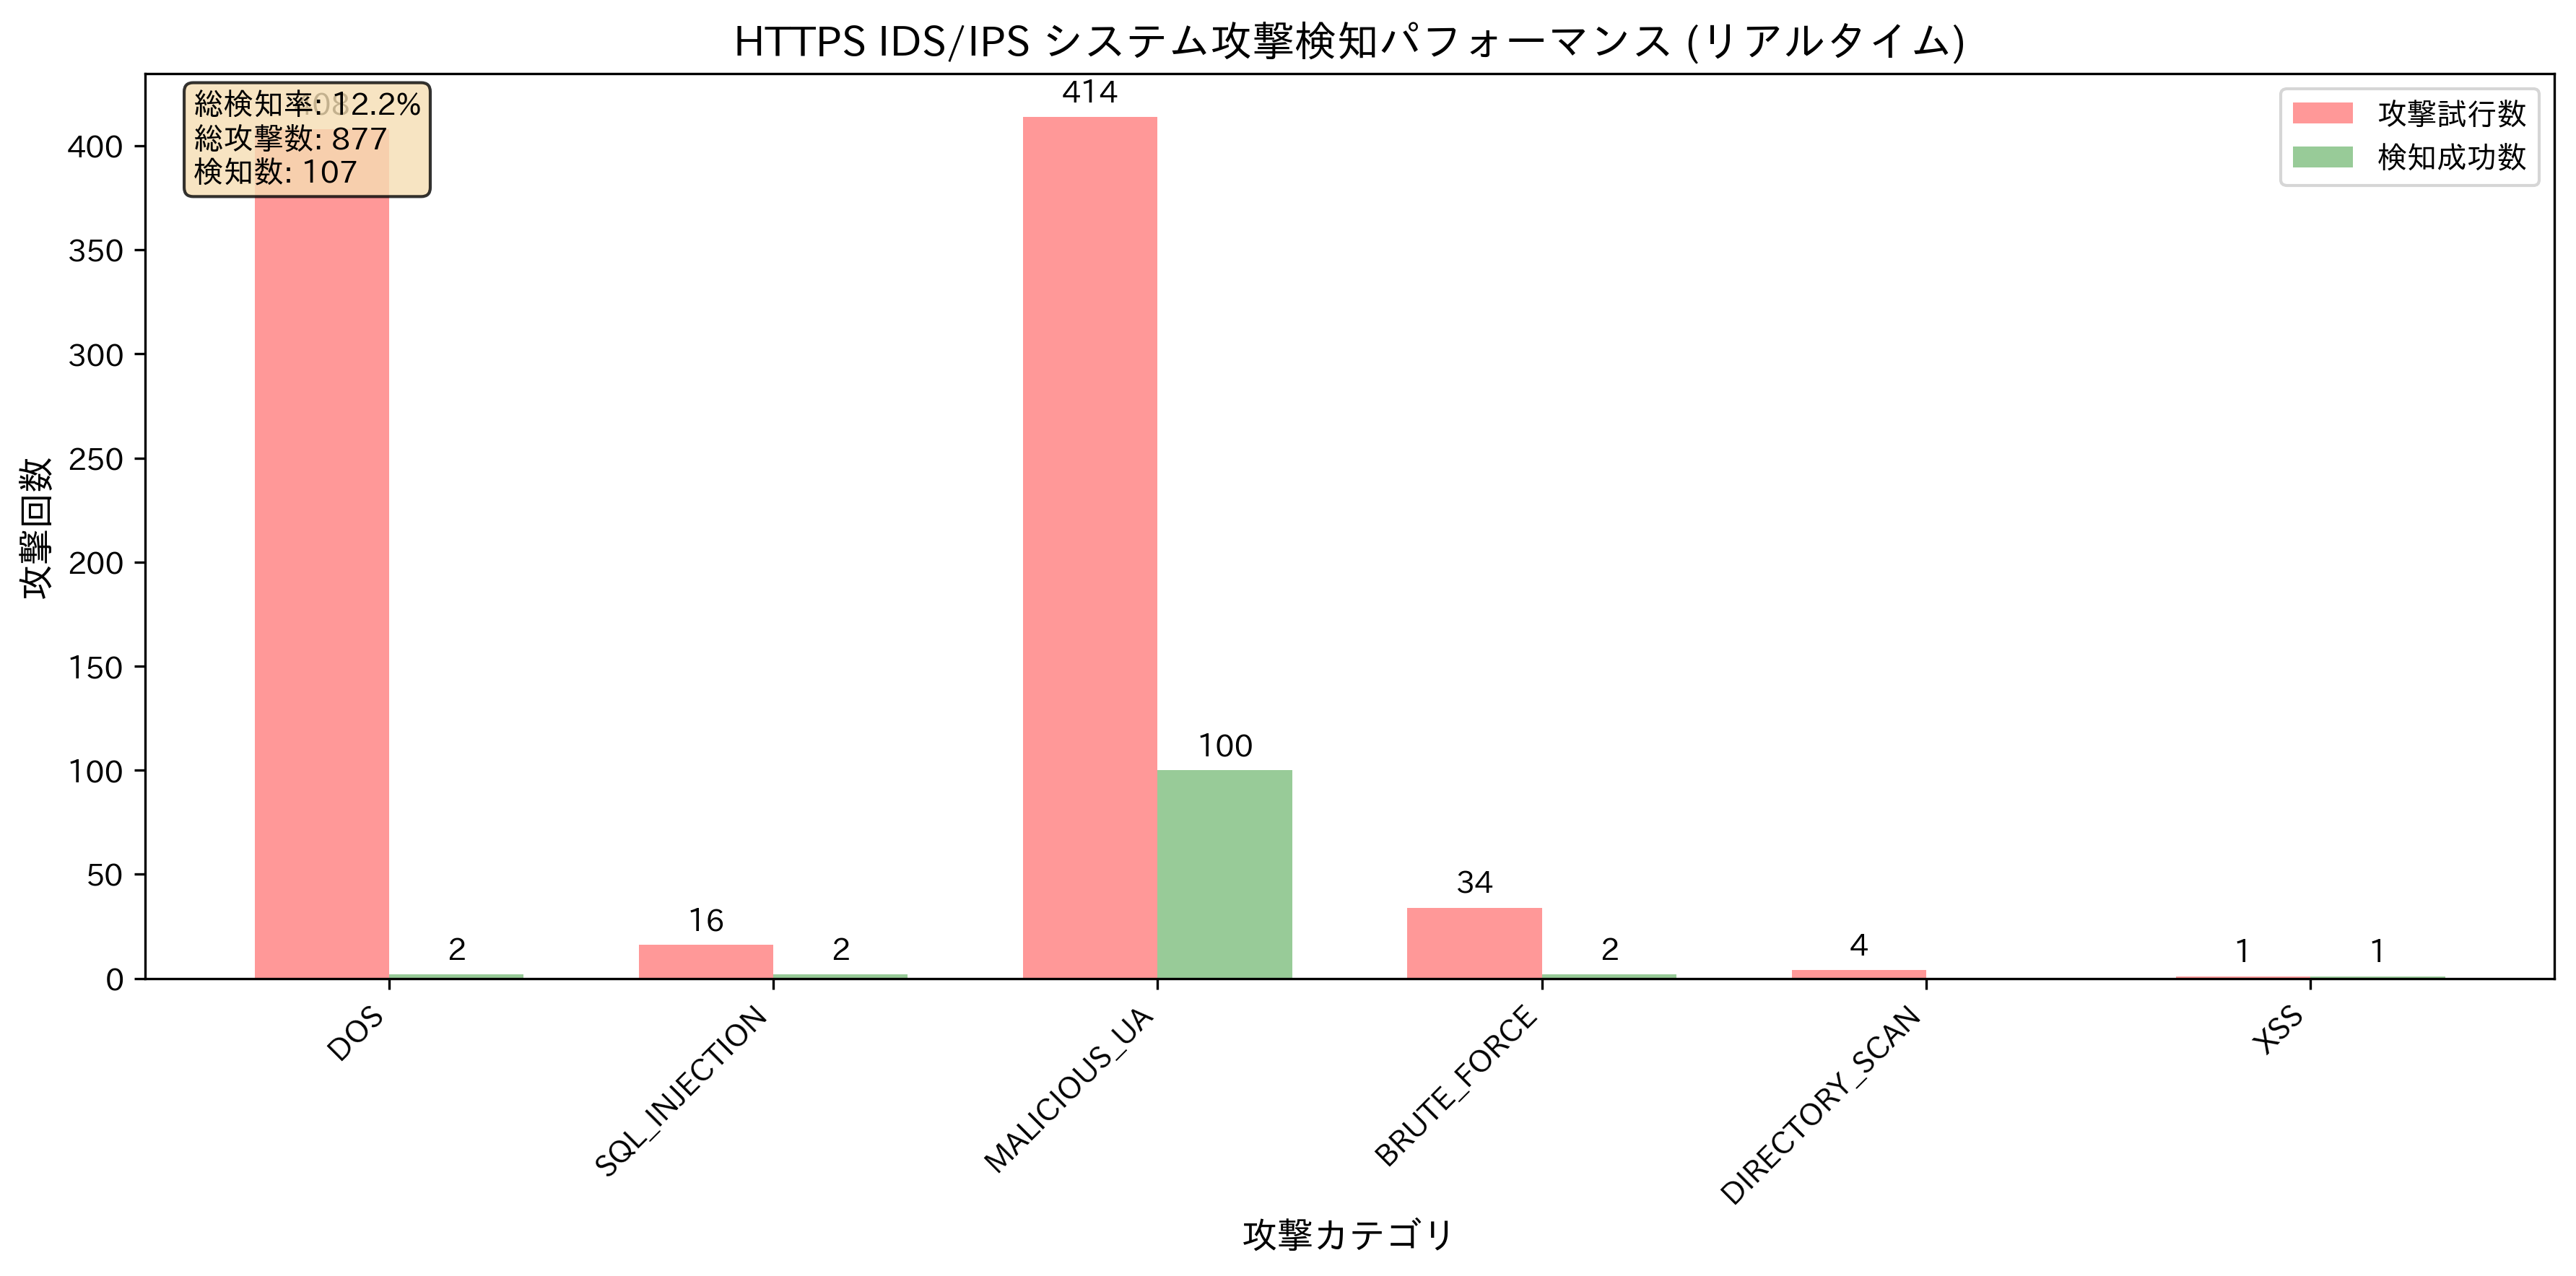 HTTPS IDS/IPS システム攻撃検知パフォーマンス (リアルタイム)
総検知率: 12.2%
総攻撃数: 877
検知数: 107
攻撃試行数
検知成功数
攻撃回数
400
350
300
250
200
150
100
50
0
408
2
16
2
414
100
34
2
4
1
1
DOS
SQL_INJECTION
MALICIOUS_UA
BRUTE_FORCE
DIRECTORY_SCAN
XSS
攻撃カテゴリ